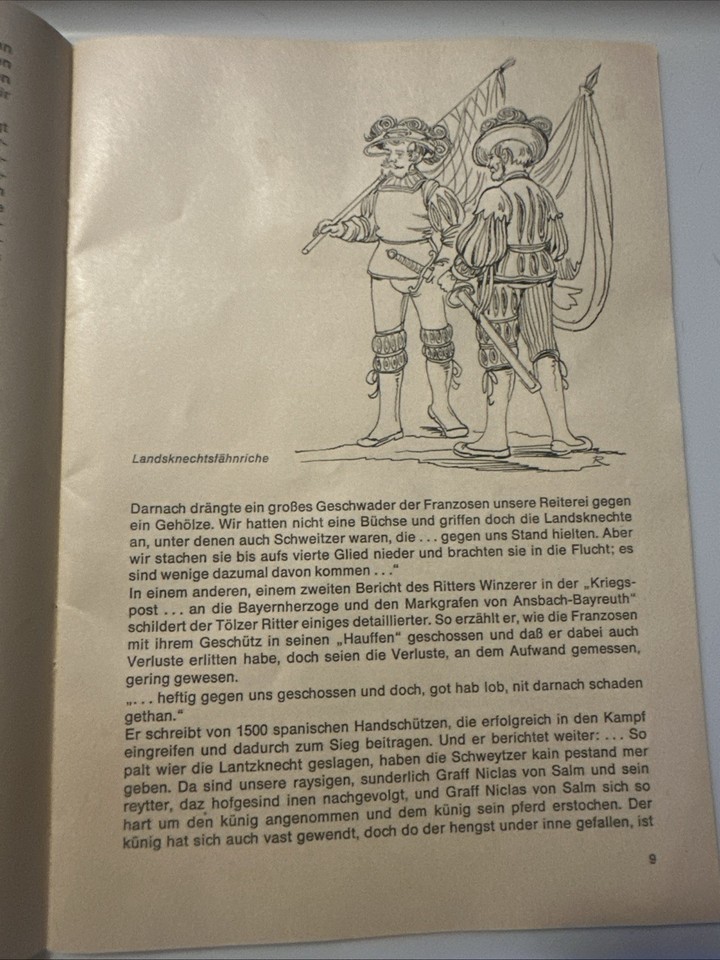 Landsknechtsfähnriche
R
Darnach drängte ein großes Geschwader der Franzosen unsere Reiterei gegen
ein Gehölze. Wir hatten nicht eine Büchse und griffen doch die Landsknechte
an, unter denen auch Schweitzer waren, die ... gegen uns Stand hielten. Aber
wir stachen sie bis aufs vierte Glied nieder und brachten sie in die Flucht; es
sind wenige dazumal davon kommen ...“
In einem anderen, einem zweiten Bericht des Ritters Winzerer in der „Kriegs-
post ... an die Bayernherzoge und den Markgrafen von Ansbach-Bayreuth“
schildert der Tölzer Ritter einiges detaillierter. So erzählt er, wie die Franzosen
mit ihrem Geschütz in seinen „Hauffen“ geschossen und daß er dabei auch
Verluste erlitten habe, doch seien die Verluste, an dem Aufwand gemessen,
gering gewesen.
„... heftig gegen uns geschossen und doch, got hab lob, nit darnach schaden
gethan.“
Er schreibt von 1500 spanischen Handschützen, die erfolgreich in den Kampf
eingreifen und dadurch zum Sieg beitragen. Und er berichtet weiter: ... So
palt wier die Lantzknecht geslagen, haben die Schweytzer kain pestand mer
geben. Da sind unsere raysigen, sunderlich Graff Niclas von Salm und sein
reytter, daz hofgesind inen nachgevolgt, und Graff Niclas von Salm sich so
hart um den künig angenommen und dem künig sein pferd erstochen. Der
künig hat sich auch vast gewendt, doch do der hengst under inne gefallen, ist
9